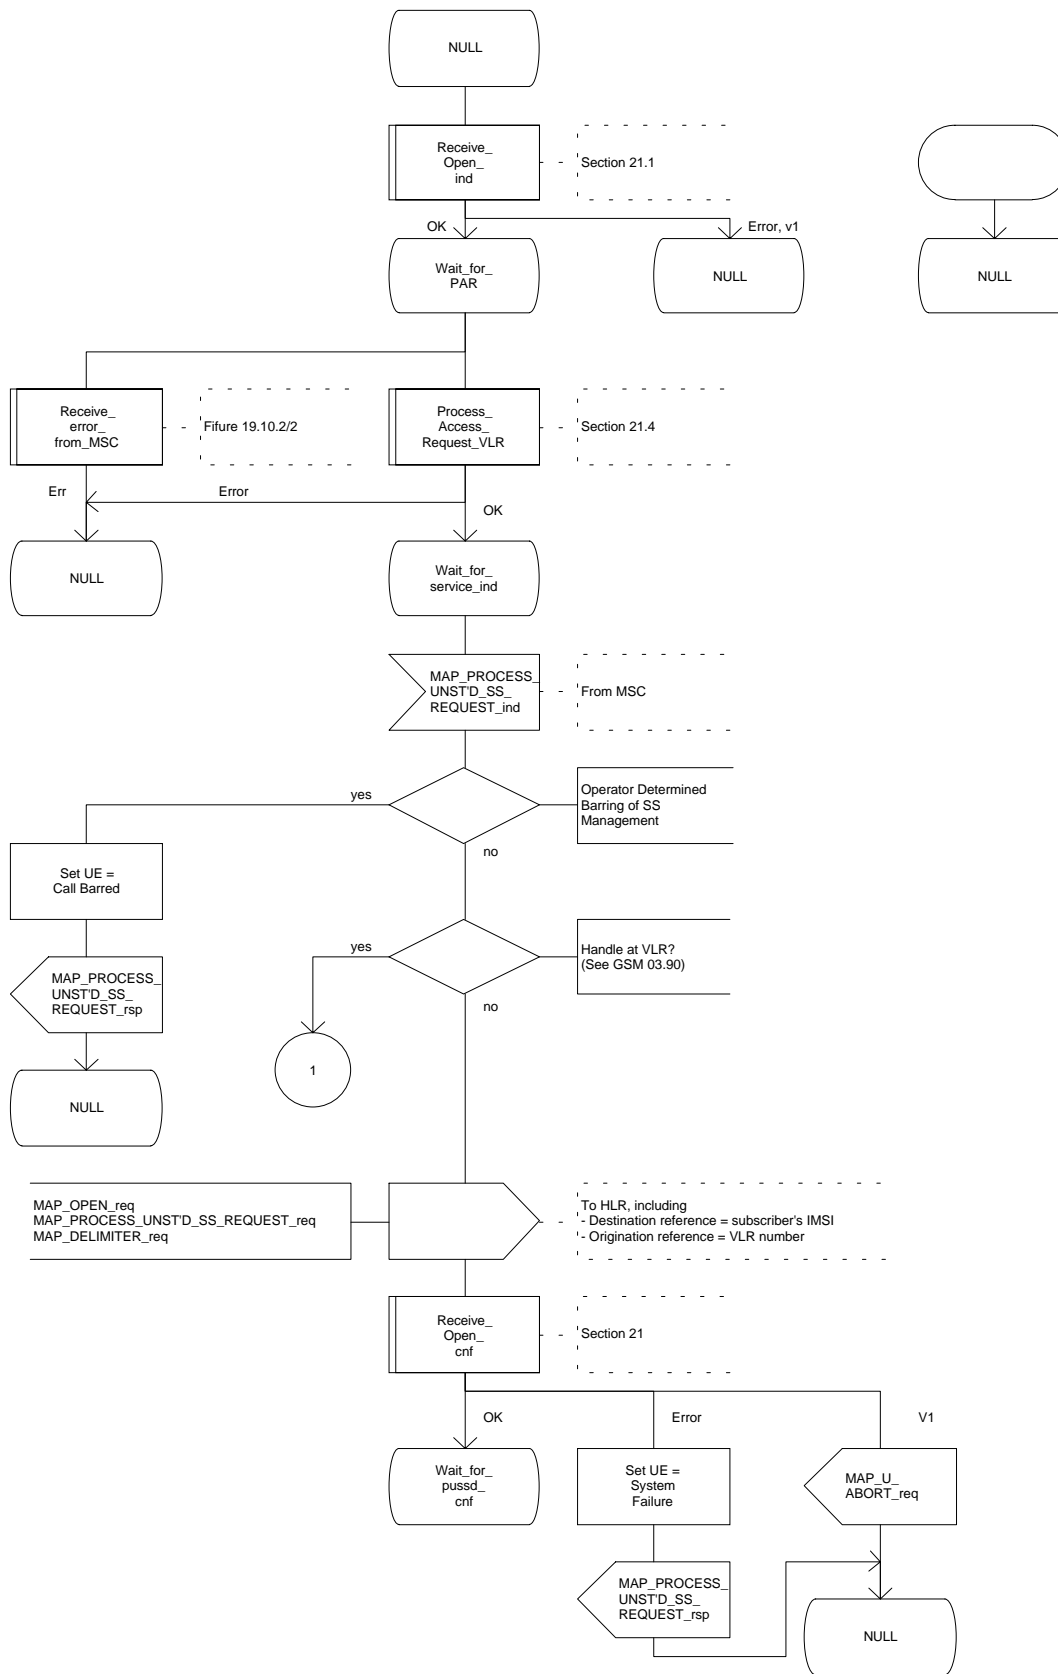 NULL
Receive_
Open_
ind
Section 21.1
OK
Error, v1
Wait_for_
PAR
NULL
NULL
Receive_
error_
from_MSC
Fifure 19.10.2/2
Process_
Access_
Request_VLR
Section 21.4
Err
Error
OK
NULL
Wait_for_
service_ind
MAP_PROCESS_
UNST'D_SS_
REQUEST_ind
From MSC
yes
Operator Determined
Barring of SS
Management
no
Set UE =
Call Barred
yes
Handle at VLR?
(See GSM 03.90)
no
MAP_PROCESS_
UNST'D_SS_
REQUEST_rsp
1
NULL
MAP_OPEN_req
MAP_PROCESS_UNST'D_SS_REQUEST_req
MAP_DELIMITER_req
To HLR, including
- Destination reference = subscriber's IMSI
- Origination reference = VLR number
Receive_
Open_
cnf
Section 21
OK
Error
V1
Wait_for_
pussd_
cnf
Set UE =
System
Failure
MAP_U_
ABORT_req
MAP_PROCESS_
UNST'D_SS_
REQUEST_rsp
NULL